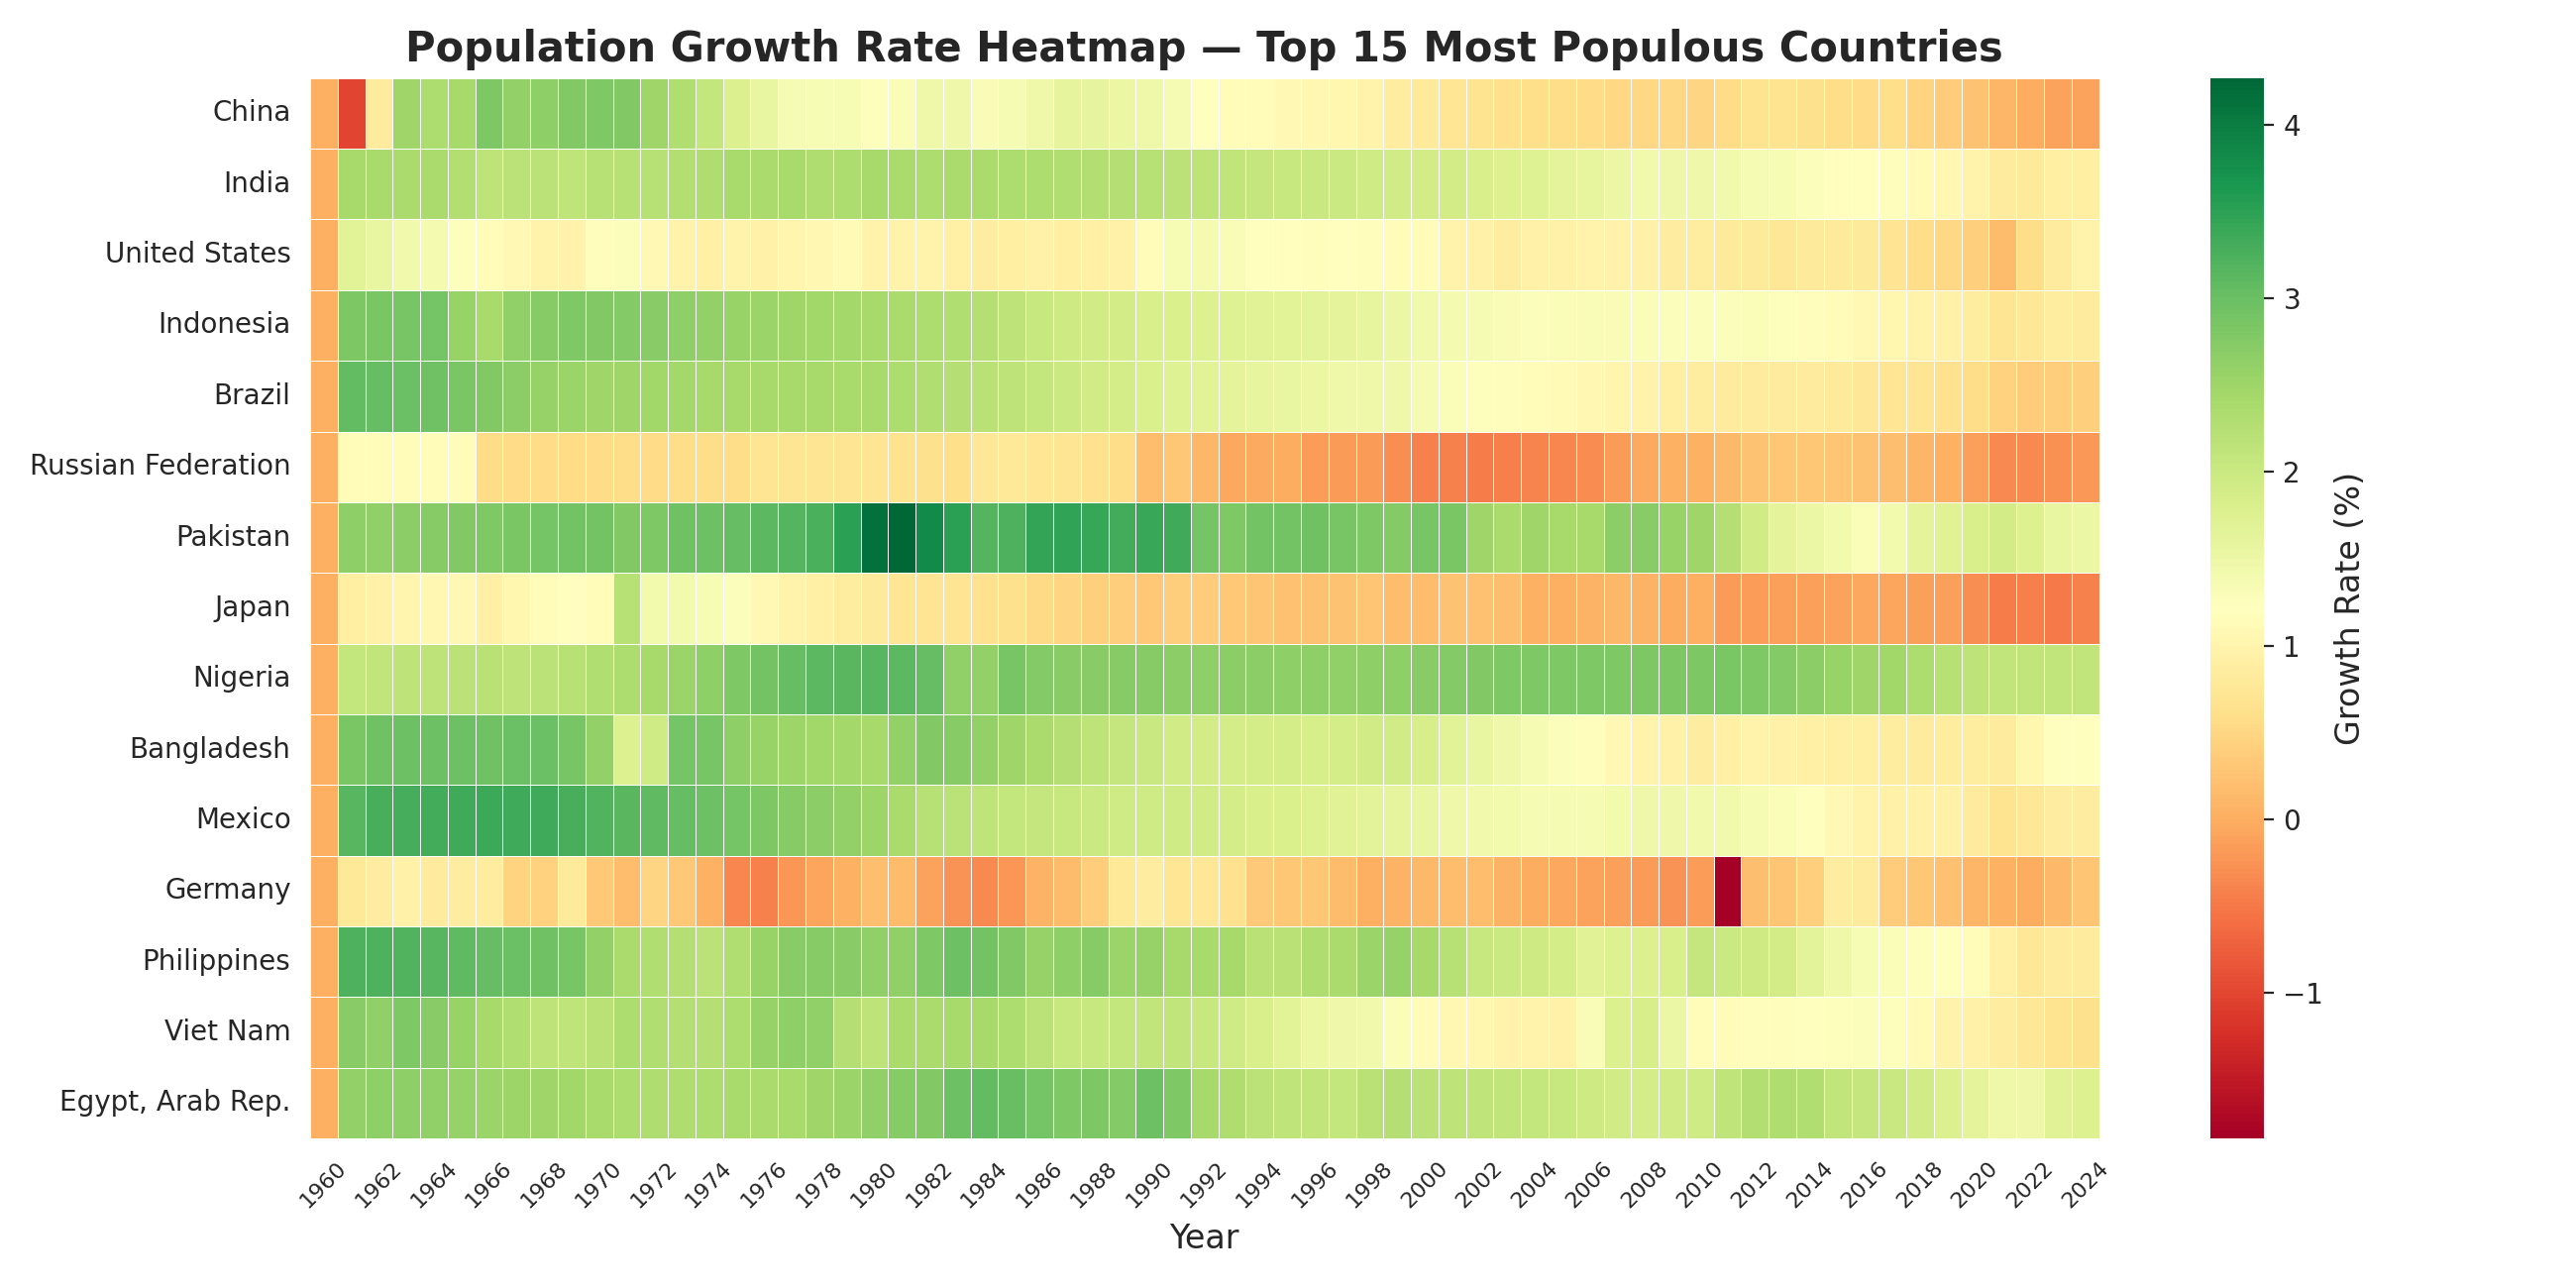 Population Growth Rate Heatmap — Top 15 Most Populous Countries
China
India
United States
Indonesia
Brazil
Russian Federation
Pakistan
Japan
Nigeria
Bangladesh
Mexico
Germany
Philippines
Viet Nam
Egypt, Arab Rep.
1960 1962 1964 1966 1968 1970 1972 1974 1976 1978 1980 1982 1984 1986 1988 1990 1992 1994 1996 1998 2000 2002 2004 2006 2008 2010 2012 2014 2016 2018 2020 2022 2024
Year
4
3
2
1
0
−1
Growth Rate (%)